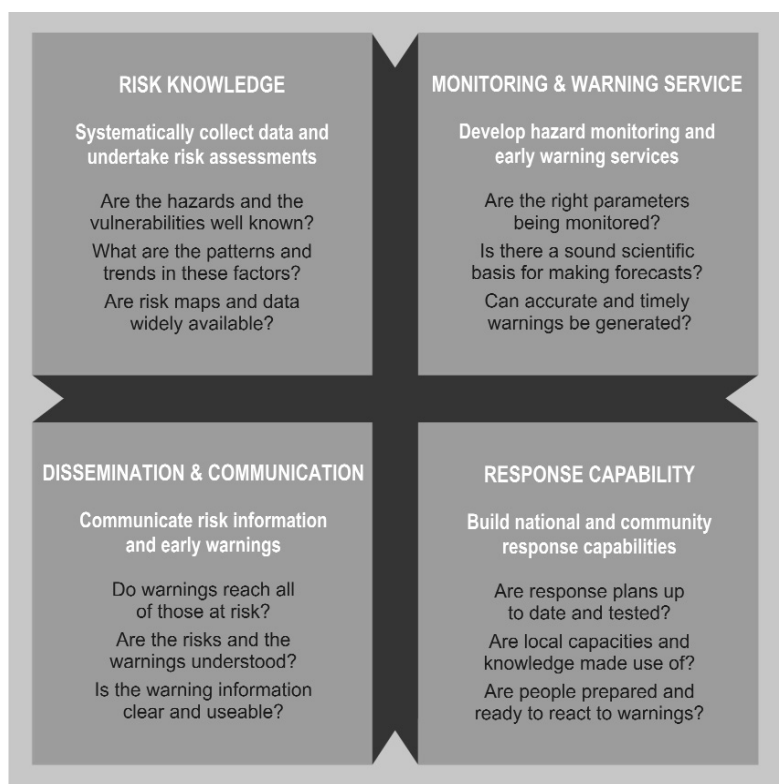 RISK KNOWLEDGE
Systematically collect data and
undertake risk assessments
Are the hazards and the
vulnerabilities well known?
What are the patterns and
trends in these factors?
Are risk maps and data
widely available?
MONITORING & WARNING SERVICE
Develop hazard monitoring and
early warning services
Are the right parameters
being monitored?
Is there a sound scientific
basis for making forecasts?
Can accurate and timely
warnings be generated?
DISSEMINATION & COMMUNICATION
Communicate risk information
and early warnings
Do warnings reach all
of those at risk?
Are the risks and the
warnings understood?
Is the warning information
clear and useable?
RESPONSE CAPABILITY
Build national and community
response capabilities
Are response plans up
to date and tested?
Are local capacities and
knowledge made use of?
Are people prepared and
ready to react to warnings?